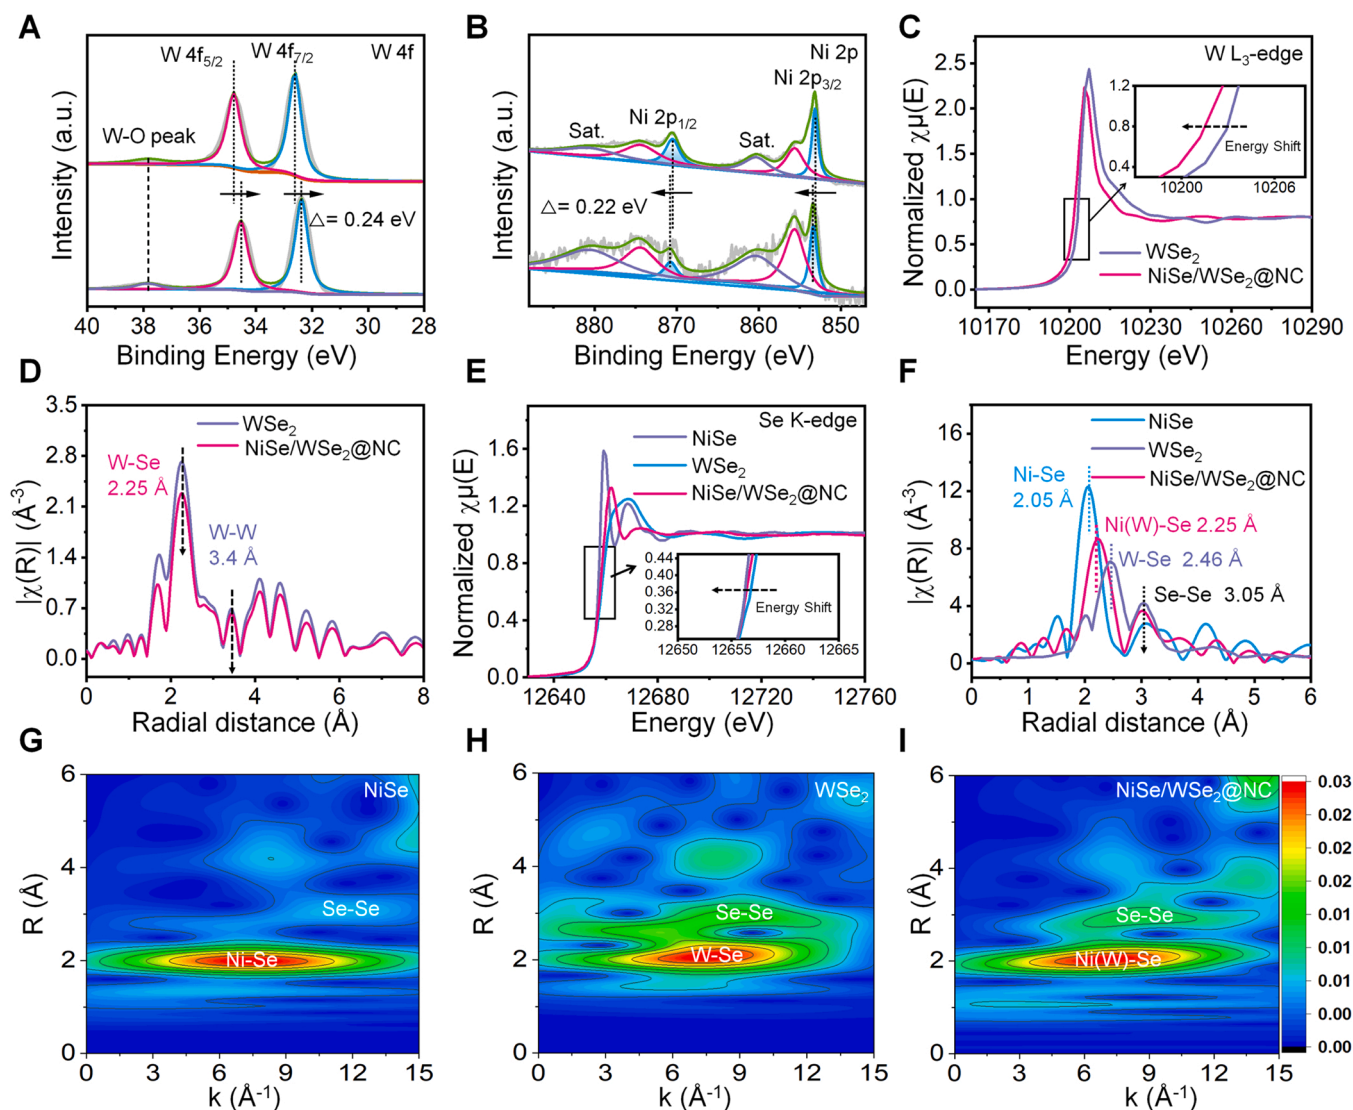 A
W 4f5/2
W 4f7/2
W 4f
W-O peak
△= 0.24 eV
Intensity (a.u.)
40 38 36 34 32 30 28
Binding Energy (eV)
B
Ni 2p
Ni 2p3/2
Ni 2p1/2
Sat.
Sat.
△= 0.22 eV
Intensity (a.u.)
880 870 860 850
Binding Energy (eV)
C
W L3-edge
Normalized χμ(E)
2.5
2.0
1.5
1.0
0.5
0.0
1.2
0.8
0.4
Energy Shift
10200 10206
WSe2
NiSe/WSe2@NC
10170 10200 10230 10260 10290
Energy (eV)
D
|χ(R)| (Å-3)
3.5
2.8
2.1
1.4
0.7
0.0
WSe2
NiSe/WSe2@NC
W-Se
2.25 Å
W-W
3.4 Å
0 2 4 6 8
Radial distance (Å)
E
Se K-edge
Normalized χμ(E)
1.6
1.2
0.8
0.4
0.0
NiSe
WSe2
NiSe/WSe2@NC
0.44
0.40
0.36
0.32
0.28
Energy Shift
12650 12655 12660 12665
12640 12680 12720 12760
Energy (eV)
F
|χ(R)| (Å-3)
16
12
8
4
0
NiSe
WSe2
NiSe/WSe2@NC
Ni-Se
2.05 Å
Ni(W)-Se 2.25 Å
W-Se 2.46 Å
Se-Se 3.05 Å
0 1 2 3 4 5 6
Radial distance (Å)
G
NiSe
R (Å)
6
4
2
0
Se-Se
Ni-Se
0 3 6 9 12 15
k (Å-1)
H
WSe2
R (Å)
6
4
2
0
Se-Se
W-Se
0 3 6 9 12 15
k (Å-1)
I
NiSe/WSe2@NC
R (Å)
6
4
2
0
Se-Se
Ni(W)-Se
0 3 6 9 12 15
k (Å-1)
0.03
0.02
0.02
0.01
0.01
0.00
0.00